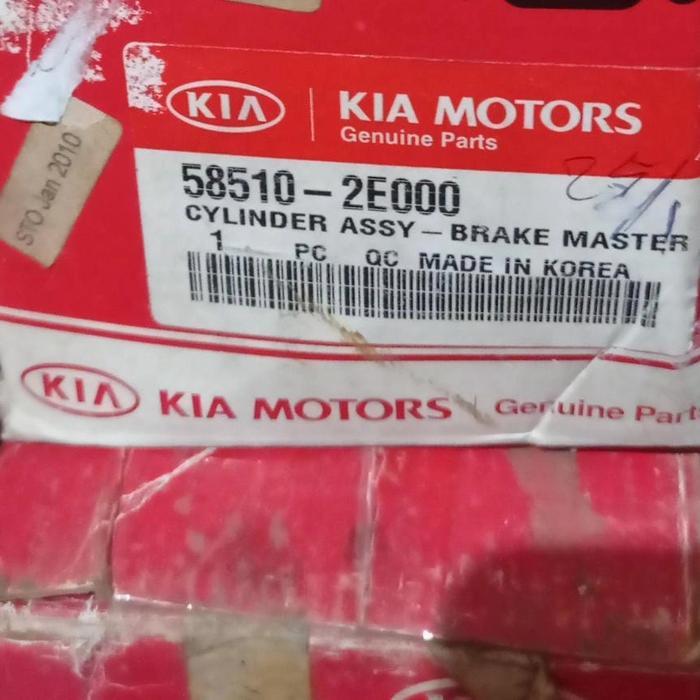 KIA | KIA MOTORS
Genuine Parts
STO Jan 2010
58510-2E000
CYLINDER ASSY-BRAKE MASTER
1 PC QC MADE IN KOREA
KIA KIA MOTORS | Genuine Part